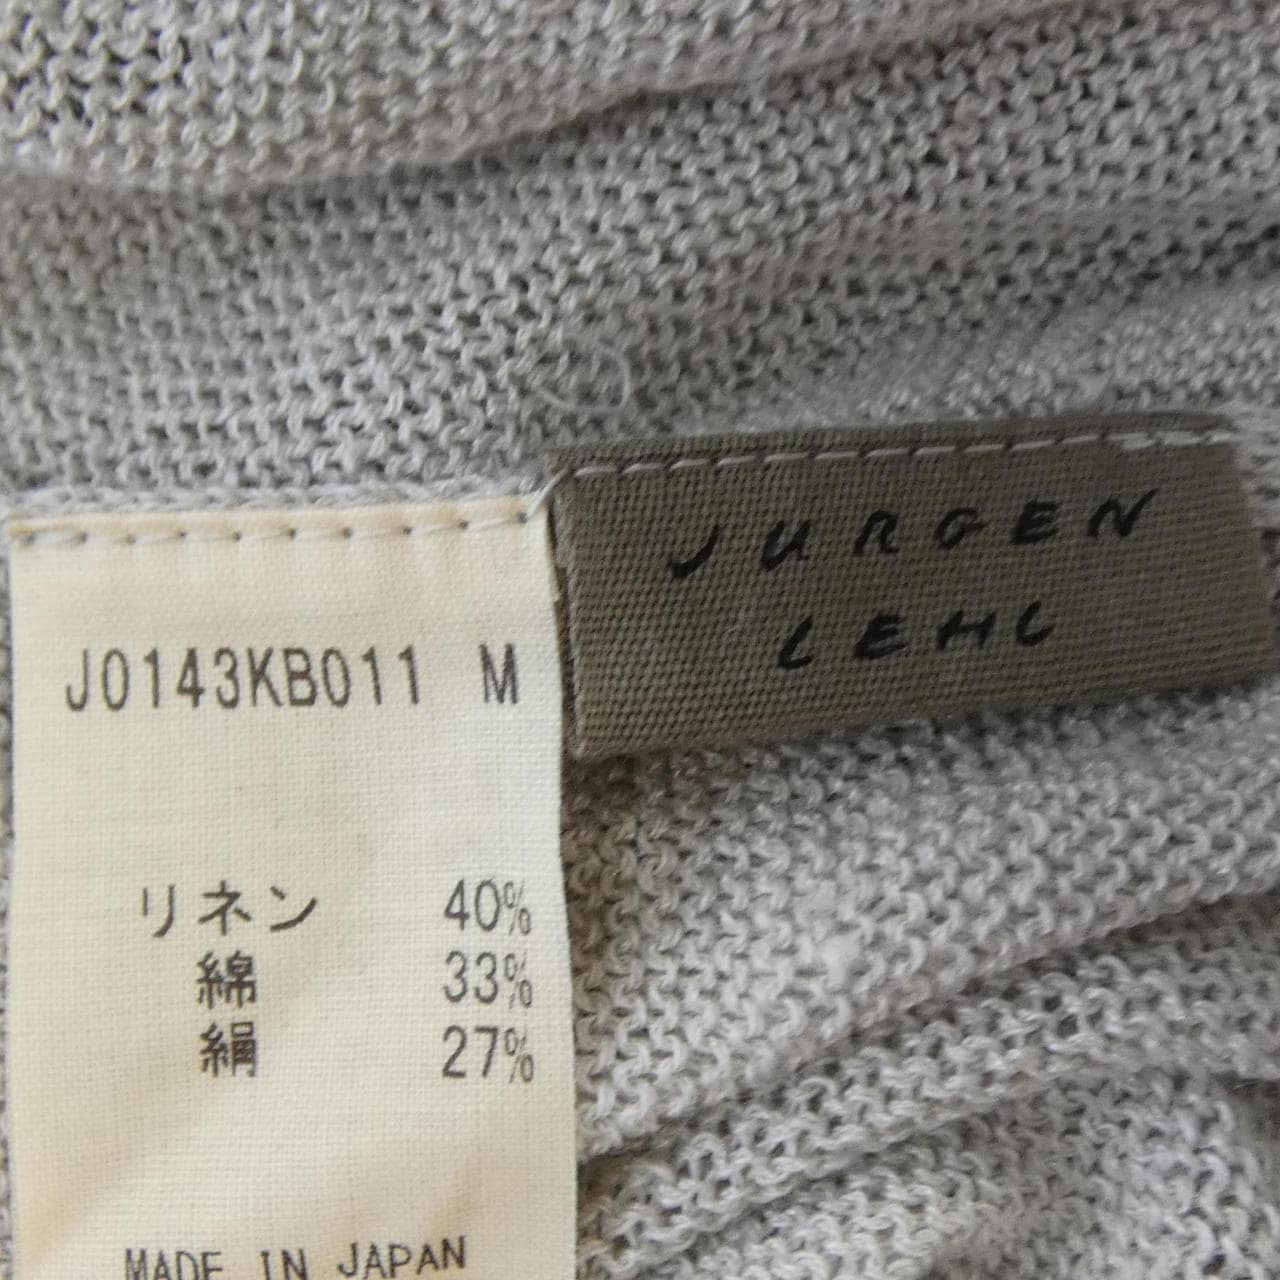 JURGEN
LEHL
J0143KB011 M
リネン 40%
綿 33%
絹 27%
MADE IN JAPAN